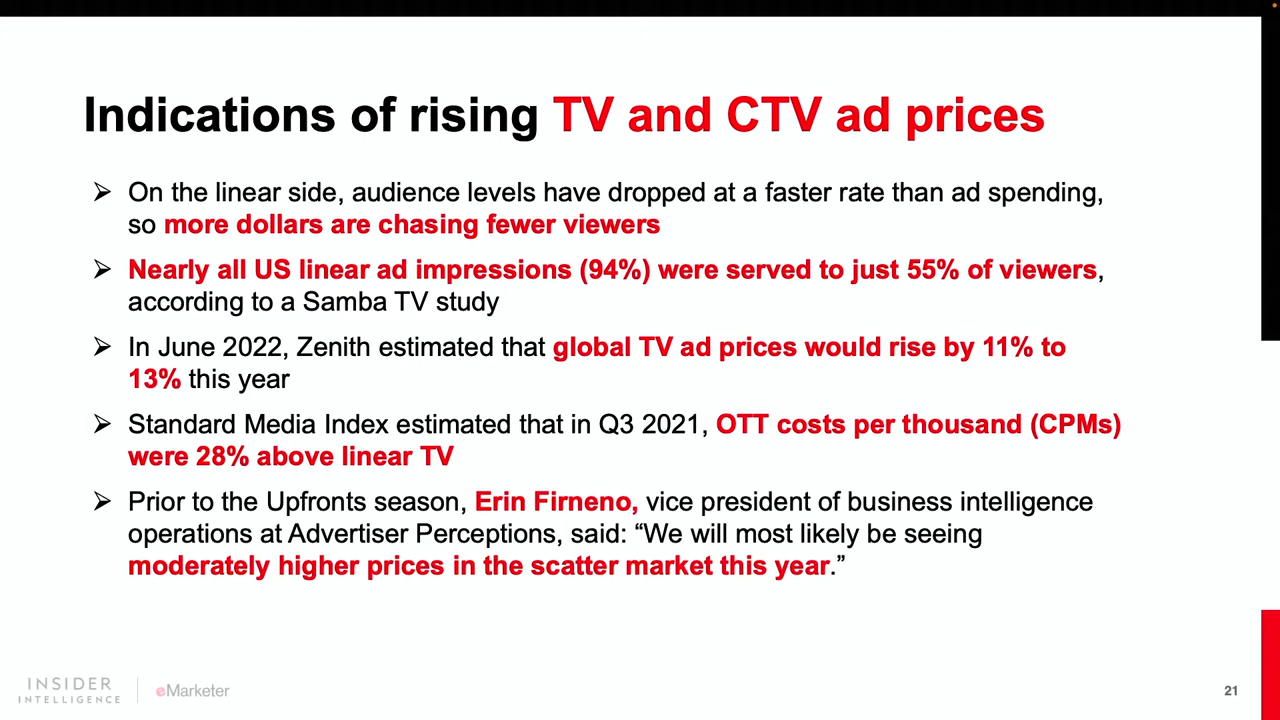 Indications of rising TV and CTV ad prices
➢ On the linear side, audience levels have dropped at a faster rate than ad spending,
so more dollars are chasing fewer viewers
➢ Nearly all US linear ad impressions (94%) were served to just 55% of viewers,
according to a Samba TV study
➢ In June 2022, Zenith estimated that global TV ad prices would rise by 11% to
13% this year
➢ Standard Media Index estimated that in Q3 2021, OTT costs per thousand (CPMs)
were 28% above linear TV
➢ Prior to the Upfronts season, Erin Firneno, vice president of business intelligence
operations at Advertiser Perceptions, said: “We will most likely be seeing
moderately higher prices in the scatter market this year.”
INSIDER
INTELLIGENCE
eMarketer
21